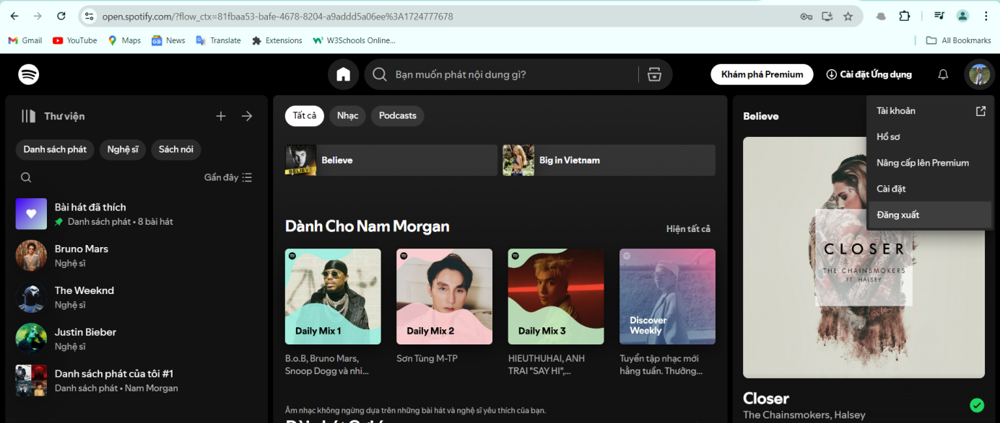 open.spotify.com/?flow_ctx=81fbaa53-bafe-4678-8204-a9addd5a06ee%3A1724777678
Gmail
YouTube
Maps
News
Translate
Extensions
W3Schools Online...
All Bookmarks
Bạn muốn phát nội dung gì?
Khám phá Premium
Cài đặt Ứng dụng
Thư viện
Danh sách phát
Nghệ sĩ
Sách nói
Gần đây
Bài hát đã thích
Danh sách phát • 8 bài hát
Bruno Mars
Nghệ sĩ
The Weeknd
Nghệ sĩ
Justin Bieber
Nghệ sĩ
Danh sách phát của tôi #1
Danh sách phát • Nam Morgan
Tất cả
Nhạc
Podcasts
BELIEVE
Believe
Big in Vietnam
Dành Cho Nam Morgan
Hiện tất cả
Daily Mix 1
B.o.B, Bruno Mars,
Snoop Dogg và nhi...
Daily Mix 2
Sơn Tùng M-TP
Daily Mix 3
HIEUTHUHAI, ANH
TRAI "SAY HI",...
Discover
Weekly
Tuyển tập nhạc mới
hằng tuần. Thưởng...
Âm nhạc không ngừng dựa trên những bài hát và nghệ sĩ yêu thích của bạn.
Believe
Tài khoản
Hồ sơ
Nâng cấp lên Premium
Cài đặt
Đăng xuất
CLOSER
THE CHAINSMOKERS
FT. HALSEY
Closer
The Chainsmokers, Halsey